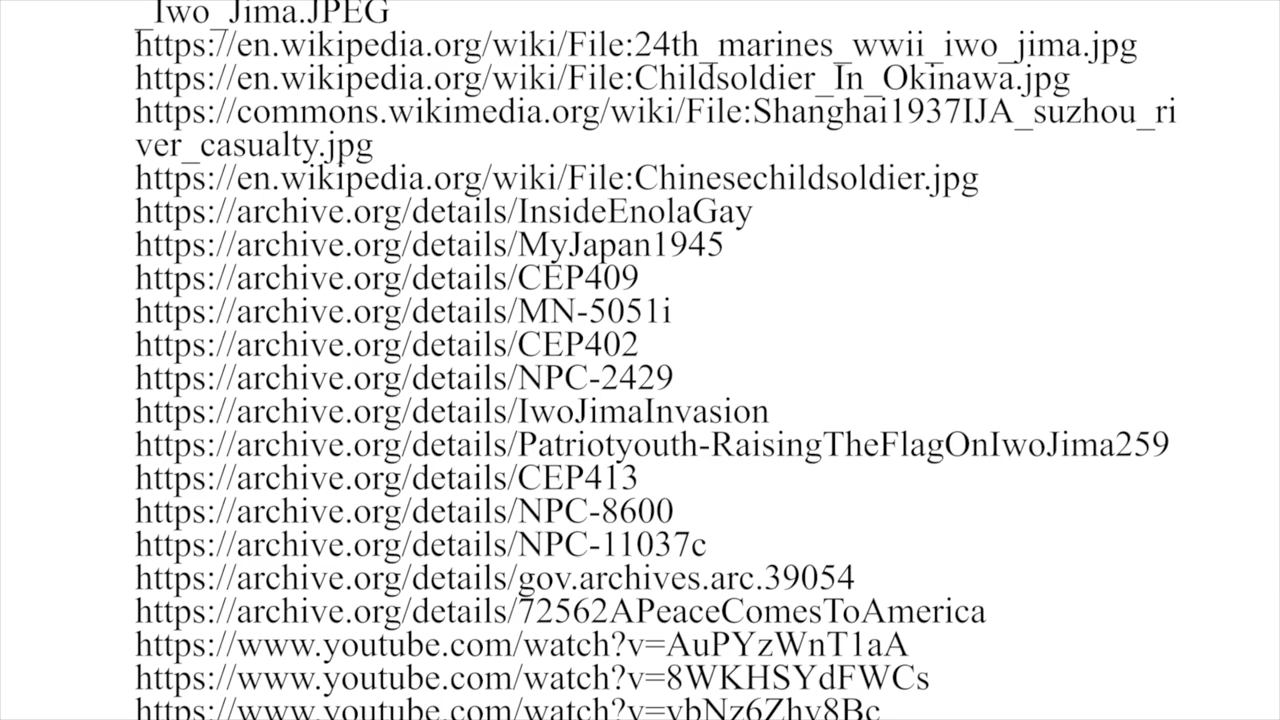 _Iwo_Jima.JPEG
https://en.wikipedia.org/wiki/File:24th_marines_wwii_iwo_jima.jpg
https://en.wikipedia.org/wiki/File:Childsoldier_In_Okinawa.jpg
https://commons.wikimedia.org/wiki/File:Shanghai1937IJA_suzhou_ri
ver_casualty.jpg
https://en.wikipedia.org/wiki/File:Chinesechildsoldier.jpg
https://archive.org/details/InsideEnolaGay
https://archive.org/details/MyJapan1945
https://archive.org/details/CEP409
https://archive.org/details/MN-5051i
https://archive.org/details/CEP402
https://archive.org/details/NPC-2429
https://archive.org/details/IwoJimaInvasion
https://archive.org/details/Patriotyouth-RaisingTheFlagOnIwoJima259
https://archive.org/details/CEP413
https://archive.org/details/NPC-8600
https://archive.org/details/NPC-11037c
https://archive.org/details/gov.archives.arc.39054
https://archive.org/details/72562APeaceComesToAmerica
https://www.youtube.com/watch?v=AuPYzWnT1aA
https://www.youtube.com/watch?v=8WKHSYdFWCs
https://www.youtube.com/watch?v=vbNz6Zhv8Bc